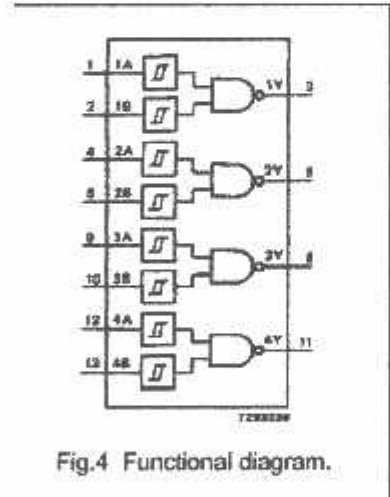 1 1A 1Y 3
2 1B
4 2A 2Y 6
5 2B
9 3A 3Y 8
10 3B
12 4A 4Y 11
13 4B
Fig.4 Functional diagram.